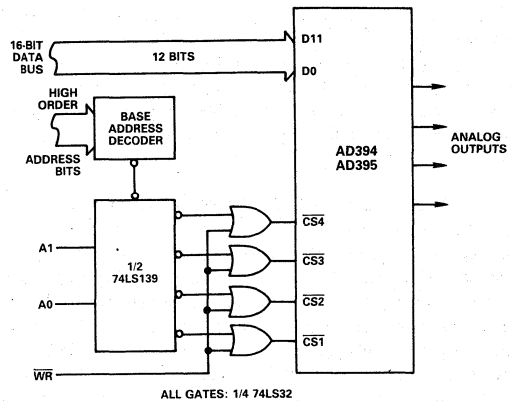 16-BIT
DATA
BUS
12 BITS
D11
D0
HIGH
ORDER
ADDRESS
BITS
BASE
ADDRESS
DECODER
AD394
AD395
ANALOG
OUTPUTS
A1
A0
1/2
74LS139
CS4
CS3
CS2
CS1
WR
ALL GATES: 1/4 74LS32